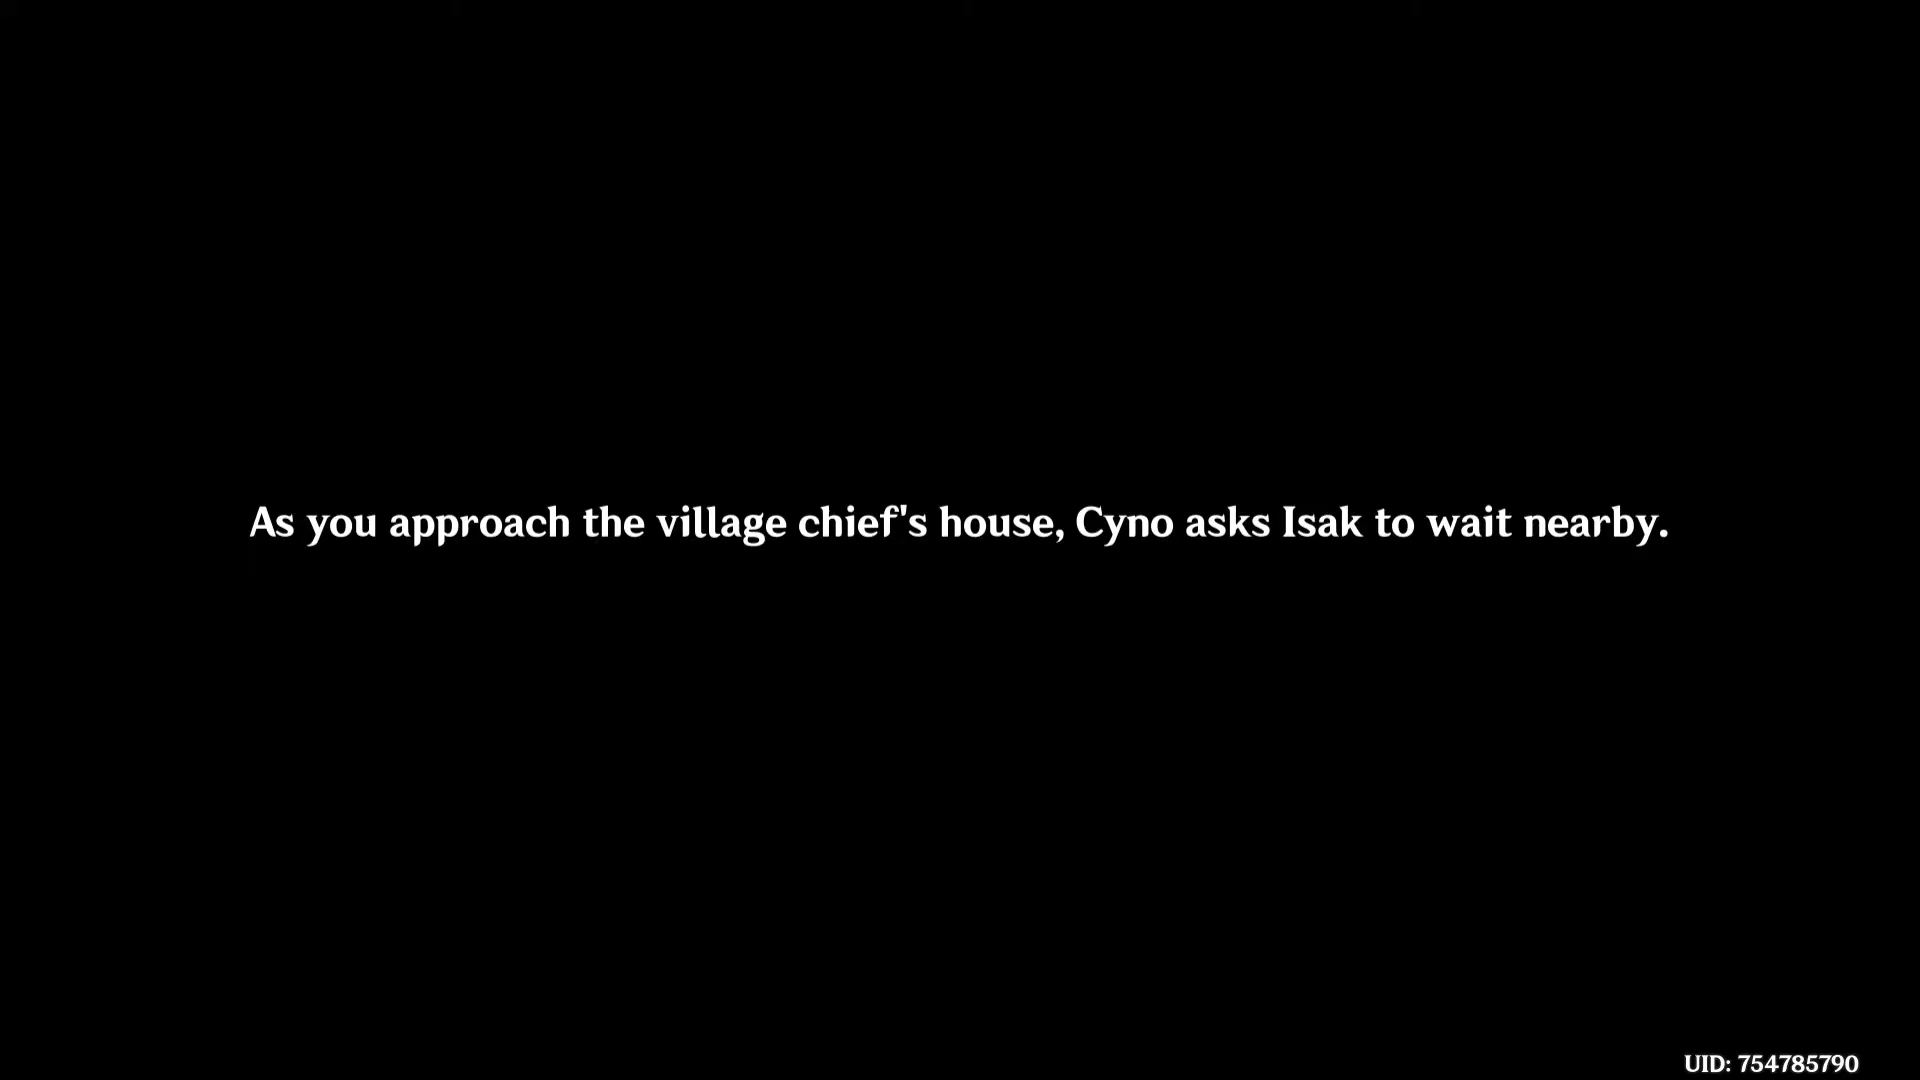 As you approach the village chief's house, Cyno asks Isak to wait nearby.
UID: 754785790